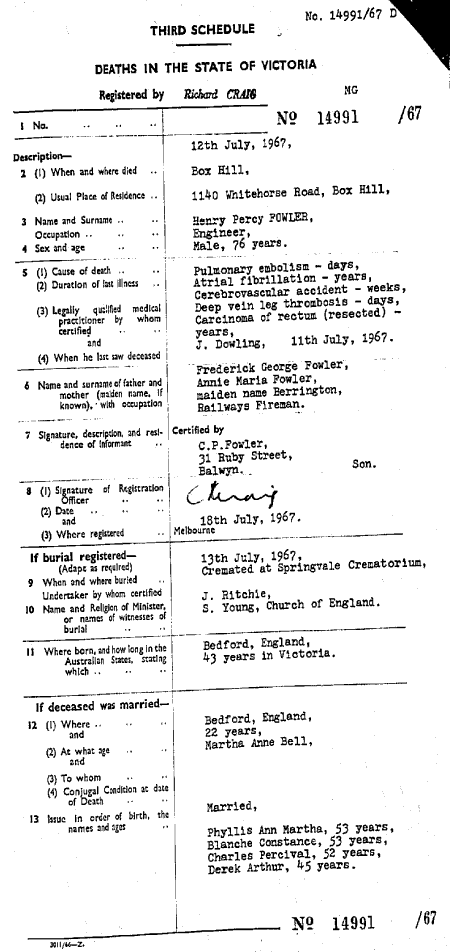 No. 14991/67 D
THIRD SCHEDULE
DEATHS IN THE STATE OF VICTORIA
Registered by Richard CRAIG MG
1 No. .. .. .. Nº 14991 /67
Description—
12th July, 1967,
2 (1) When and where died .. Box Hill,
(2) Usual Place of Residence .. 1140 Whitehorse Road, Box Hill,
3 Name and Surname .. .. Henry Percy FOWLER,
Occupation .. .. Engineer,
4 Sex and age .. .. Male, 76 years.
5 (1) Cause of death .. .. Pulmonary embolism - days,
(2) Duration of last illness .. Atrial fibrillation - years,
Cerebrovascular accident - weeks,
(3) Legally qualified medical Deep vein leg thrombosis - days,
practitioner by whom Carcinoma of rectum (resected) -
certified .. .. years,
and J. Dowling, 11th July, 1967.
(4) When he last saw deceased
Frederick George Fowler,
6 Name and surname of father and Annie Maria Fowler,
mother (maiden name, if maiden name Berrington,
known), with occupation Railways Fireman.
7 Signature, description, and resi- Certified by
dence of Informant .. C.P.Fowler,
31 Ruby Street,
Balwyn. Son.
8 (1) Signature of Registration
Officer .. .. CRaig
(2) Date .. .. ..
and 18th July, 1967.
(3) Where registered .. Melbourne
If burial registered— 13th July, 1967,
(Adapt as required) Cremated at Springvale Crematorium,
9 When and where buried ..
Undertaker by whom certified J. Ritchie,
10 Name and Religion of Minister, S. Young, Church of England.
or names of witnesses of
burial .. .. ..
11 Where born, and how long in the Bedford, England,
Australian States, stating 43 years in Victoria.
which .. .. ..
If deceased was married—
12 (1) Where .. .. .. Bedford, England,
and 22 years,
(2) At what age .. .. Martha Anne Bell,
and
(3) To whom .. ..
(4) Conjugal Condition at date
of Death .. .. Married,
13 Issue in order of birth, the
names and ages .. Phyllis Ann Martha, 53 years,
Blanche Constance, 53 years,
Charles Percival, 52 years,
Derek Arthur, 45 years.
Nº 14991 /67
3011/66—Z.